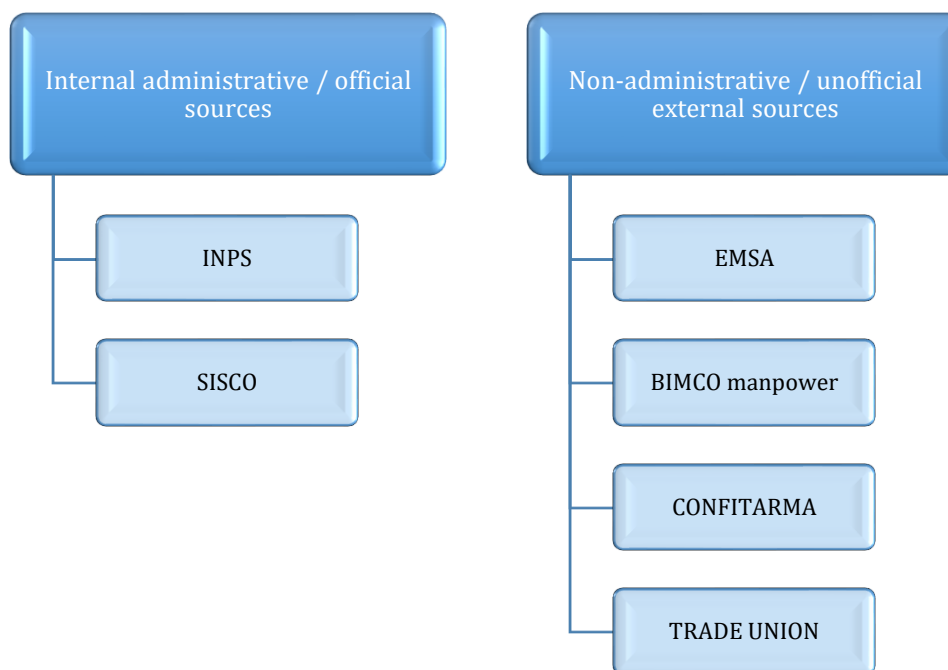 Internal administrative / official
sources
INPS
SISCO
Non-administrative / unofficial
external sources
EMSA
BIMCO manpower
CONFITARMA
TRADE UNION